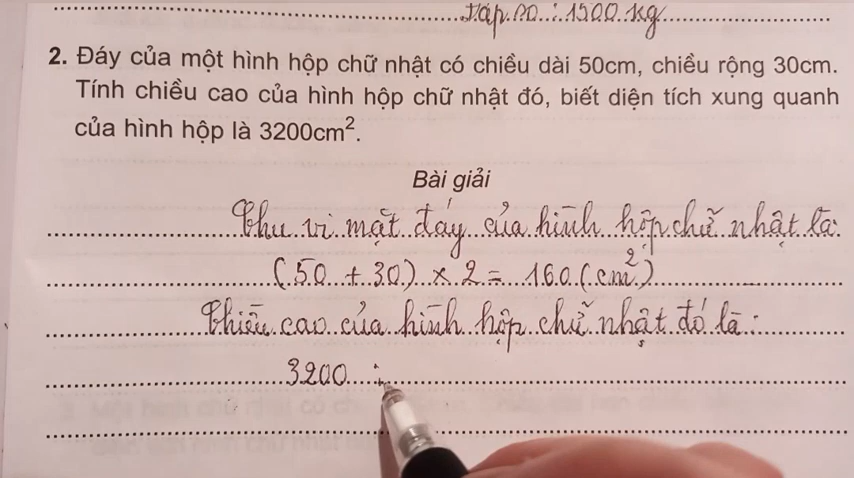 Đáp số : 1500 kg
2. Đáy của một hình hộp chữ nhật có chiều dài 50cm, chiều rộng 30cm.
Tính chiều cao của hình hộp chữ nhật đó, biết diện tích xung quanh
của hình hộp là 3200cm².
Bài giải
Chu vi mặt đáy của hình hộp chữ nhật là:
(50 + 30) × 2 = 160 (cm²)
Chiều cao của hình hộp chữ nhật đó là :
3200 :